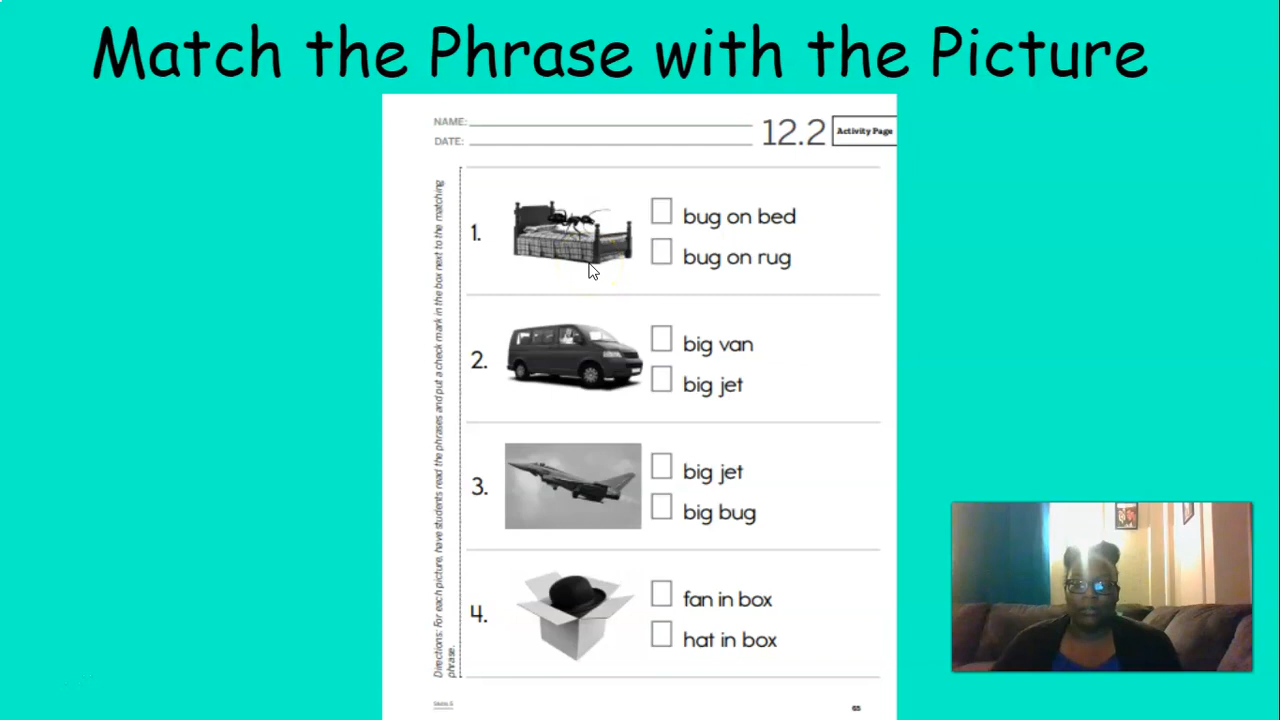 Match the Phrase with the Picture
NAME:
DATE:
12.2
Activity Page
Directions: For each picture, have students read the phrases and put a check mark in the box next to the matching
phrase.
1.
bug on bed
bug on rug
2.
big van
big jet
3.
big jet
big bug
4.
fan in box
hat in box
65